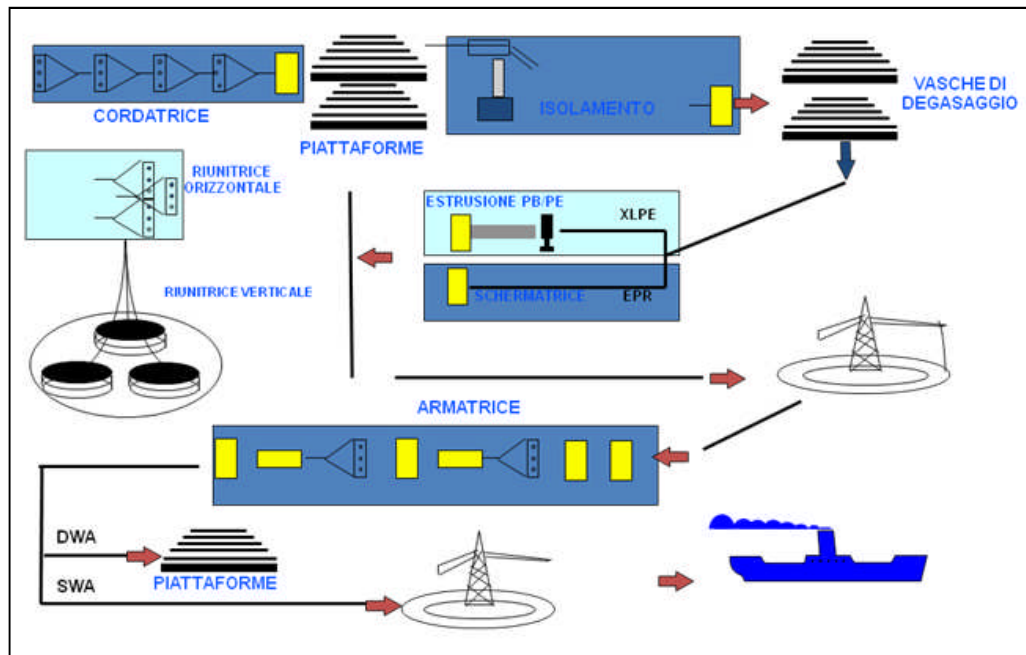 CORDATRICE
PIATTAFORME
ISOLAMENTO
VASCHE DI
DEGASAGGIO
RIUNITRICE
ORIZZONTALE
ESTRUSIONE PB/PE
XLPE
SCHERMATRICE
EPR
RIUNITRICE VERTICALE
ARMATRICE
DWA
PIATTAFORME
SWA